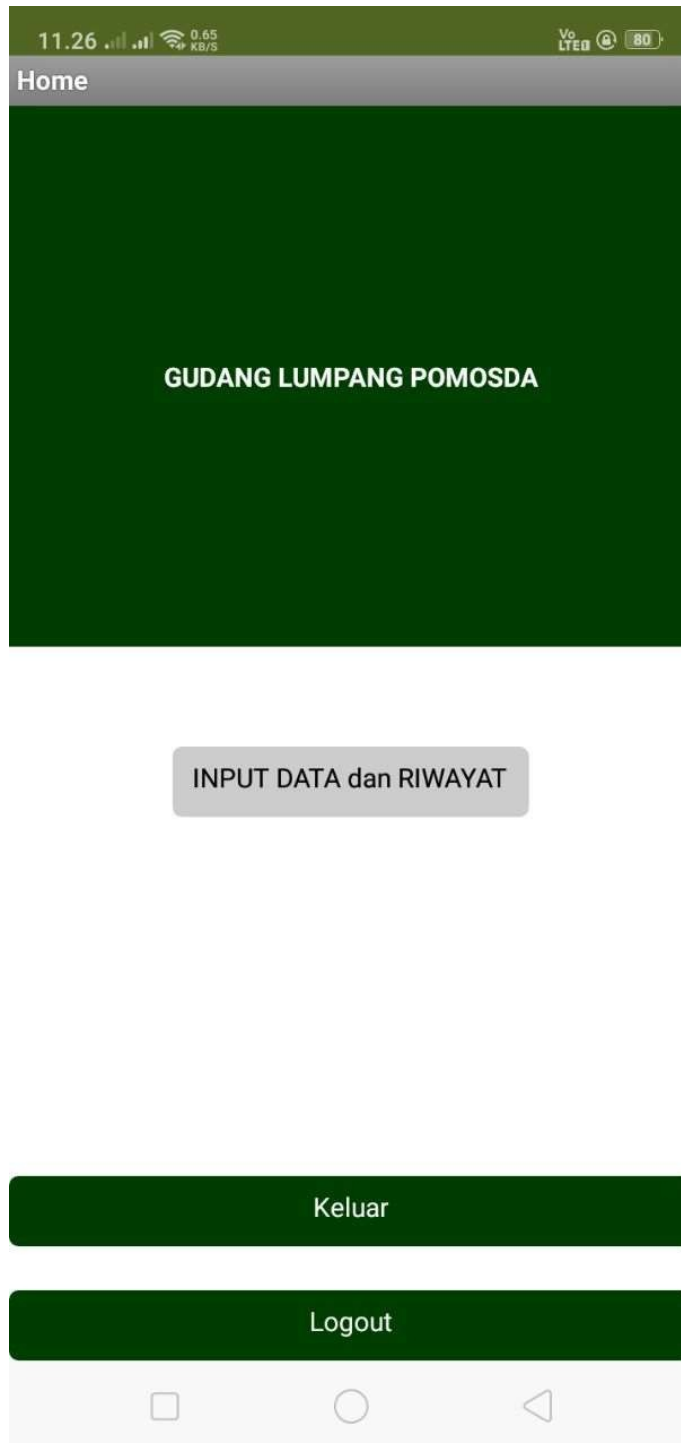 11.26 0.65 KB/S Vo LTE 80
Home
GUDANG LUMPANG POMOSDA
INPUT DATA dan RIWAYAT
Keluar
Logout